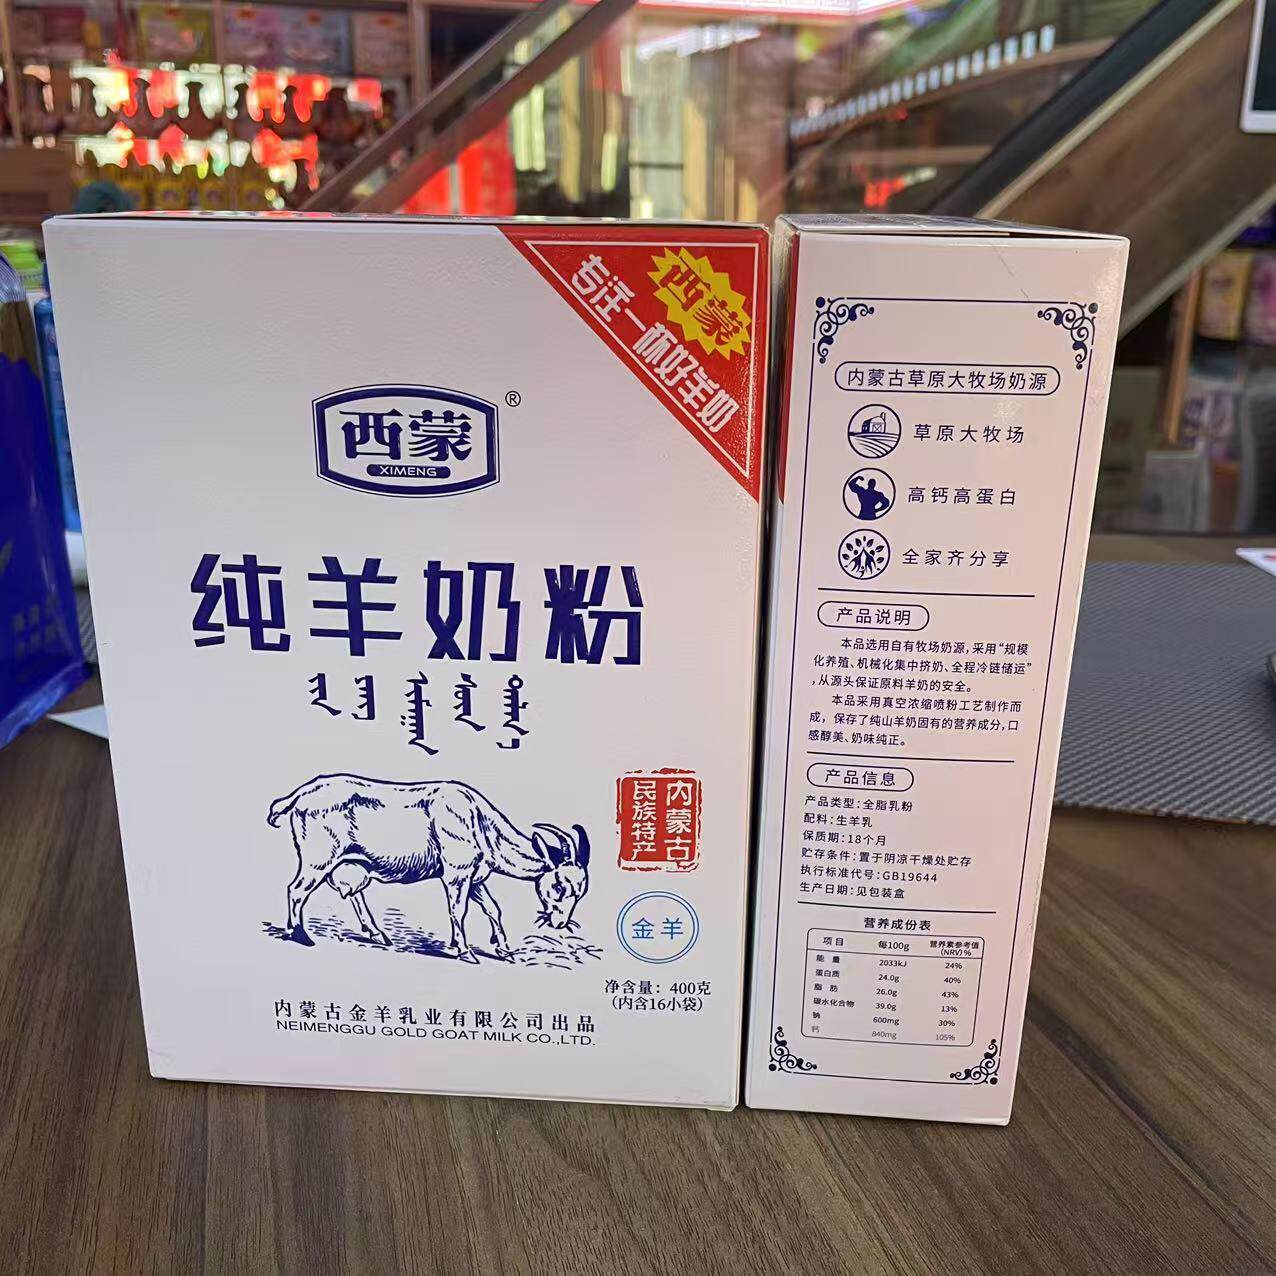 西蒙
专注一杯好羊奶
西蒙
®
XIMENG
纯羊奶粉
内蒙古
民族特产
金羊
净含量：400克
（内含16小袋）
内蒙古金羊乳业有限公司出品
NEIMENGGU GOLD GOAT MILK CO.,LTD.
内蒙古草原大牧场奶源
草原大牧场
高钙高蛋白
全家齐分享
产品说明
本品选用自有牧场奶源，采用“规模
化养殖、机械化集中挤奶、全程冷链储运”
，从源头保证原料羊奶的安全。
本品采用真空浓缩喷粉工艺制作而
成，保存了纯山羊奶固有的营养成分，口
感醇美、奶味纯正。
产品信息
产品类型：全脂乳粉
配料：生羊乳
保质期：18个月
贮存条件：置于阴凉干燥处贮存
执行标准代号：GB19644
生产日期：见包装盒
营养成份表
项目 每100g 营养素参考值(NRV)%
能 量 2033kJ 24%
蛋白质 24.0g 40%
脂 肪 26.0g 43%
碳水化合物 39.0g 13%
钠 600mg 30%
钙 840mg 105%